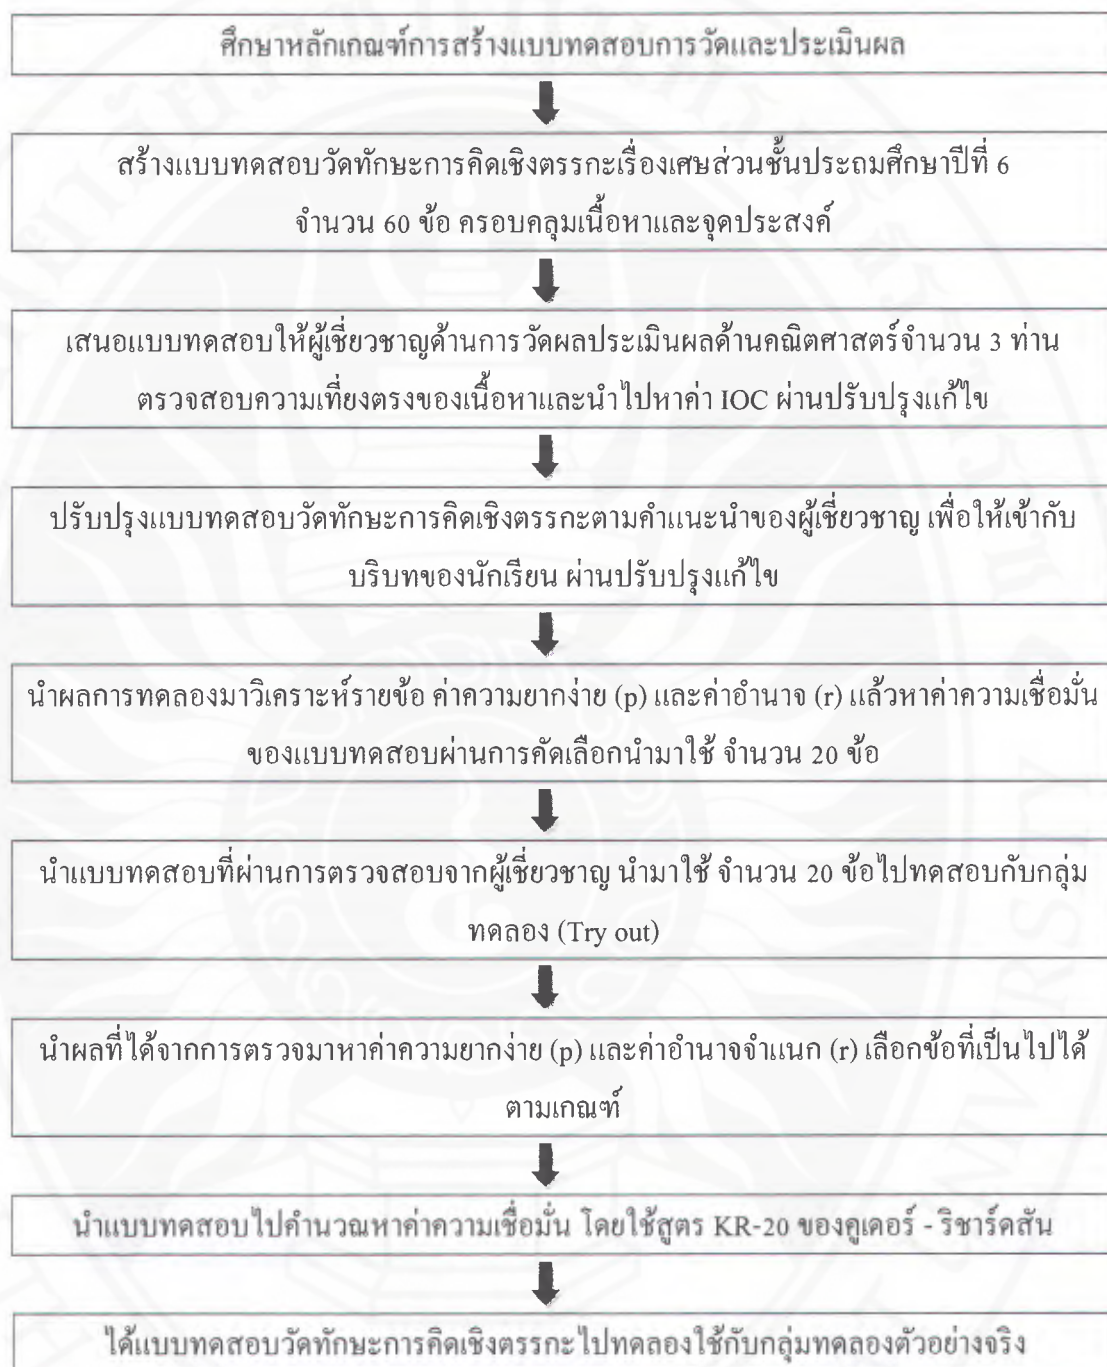 ศึกษาหลักเกณฑ์การสร้างแบบทดสอบการวัดและประเมินผล
สร้างแบบทดสอบวัดทักษะการคิดเชิงตรรกะเรื่องเศษส่วนชั้นประถมศึกษาปีที่ 6
จำนวน 60 ข้อ ครอบคลุมเนื้อหาและจุดประสงค์
เสนอแบบทดสอบให้ผู้เชี่ยวชาญด้านการวัดผลประเมินผลด้านคณิตศาสตร์จำนวน 3 ท่าน
ตรวจสอบความเที่ยงตรงของเนื้อหาและนำไปหาค่า IOC ผ่านปรับปรุงแก้ไข
ปรับปรุงแบบทดสอบวัดทักษะการคิดเชิงตรรกะตามคำแนะนำของผู้เชี่ยวชาญ เพื่อให้เข้ากับ
บริบทของนักเรียน ผ่านปรับปรุงแก้ไข
นำผลการทดลองมาวิเคราะห์รายข้อ ค่าความยากง่าย (p) และค่าอำนาจ (r) แล้วหาค่าความเชื่อมั่น
ของแบบทดสอบผ่านการคัดเลือกนำมาใช้ จำนวน 20 ข้อ
นำแบบทดสอบที่ผ่านการตรวจสอบจากผู้เชี่ยวชาญ นำมาใช้ จำนวน 20 ข้อไปทดสอบกับกลุ่ม
ทดลอง (Try out)
นำผลที่ได้จากการตรวจมาหาค่าความยากง่าย (p) และค่าอำนาจจำแนก (r) เลือกข้อที่เป็นไปได้
ตามเกณฑ์
นำแบบทดสอบไปคำนวณหาค่าความเชื่อมั่น โดยใช้สูตร KR-20 ของคูเดอร์ - ริชาร์ดสัน
ได้แบบทดสอบวัดทักษะการคิดเชิงตรรกะไปทดลองใช้กับกลุ่มทดลองตัวอย่างจริง